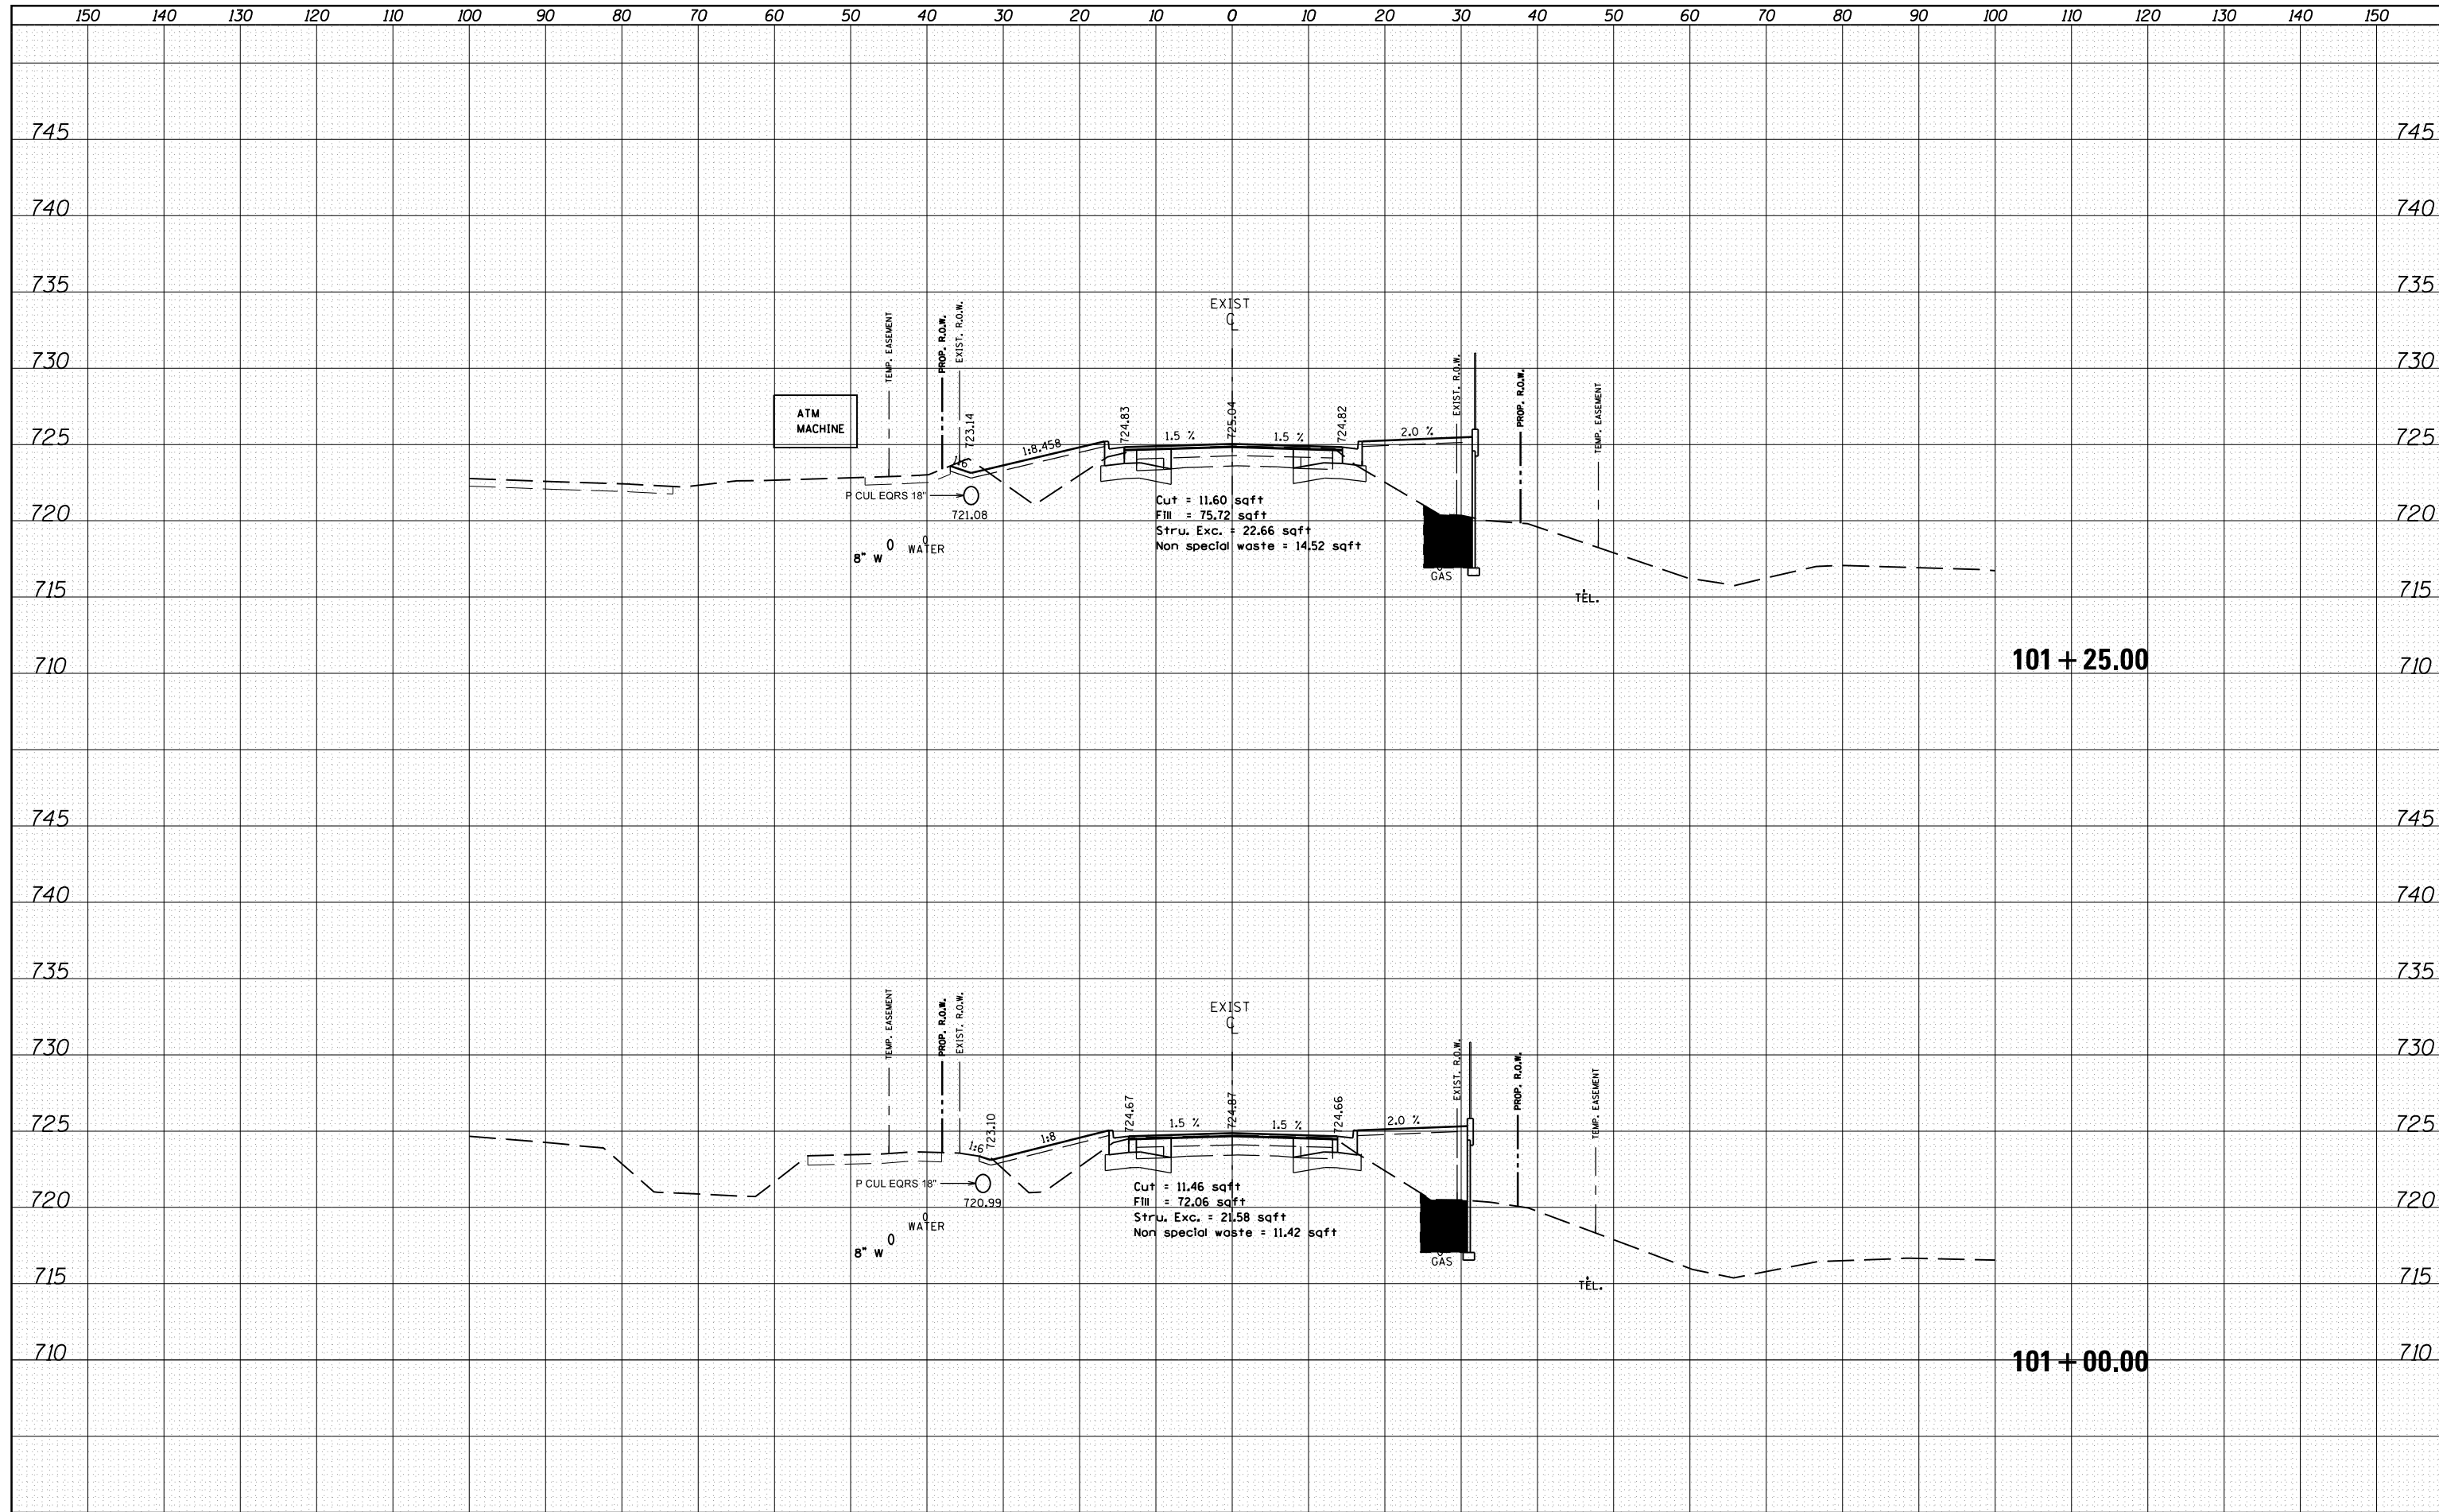 150 140 130 120 110 100 90 80 70 60 50 40 30 20 10 0 10 20 30 40 50 60 70 80 90 100 110 120 130 140 150
745 745
740 740
735 735
EXIST
CL
730 730
TEMP. EASEMENT
PROP. R.O.W.
EXIST. R.O.W.
EXIST. R.O.W.
PROP. R.O.W.
TEMP. EASEMENT
ATM
MACHINE
725 725
723.14
1:6
1:8.458
724.83
1.5 %
725.04
1.5 %
724.82
2.0 %
P CUL EQRS 18"
721.08
720 720
Cut = 11.60 sqft
Fill = 75.72 sqft
Stru. Exc. = 22.66 sqft
Non special waste = 14.52 sqft
8" W
WATER
GAS
TEL.
715 715
710 710
101+25.00
745 745
740 740
735 735
EXIST
CL
730 730
TEMP. EASEMENT
PROP. R.O.W.
EXIST. R.O.W.
EXIST. R.O.W.
PROP. R.O.W.
TEMP. EASEMENT
725 725
723.10
1:6
1:8
724.67
1.5 %
724.87
1.5 %
724.66
2.0 %
P CUL EQRS 18"
720.99
720 720
Cut = 11.46 sqft
Fill = 72.06 sqft
Stru. Exc. = 21.58 sqft
Non special waste = 11.42 sqft
WATER
8" W
GAS
TEL.
715 715
710 710
101+00.00